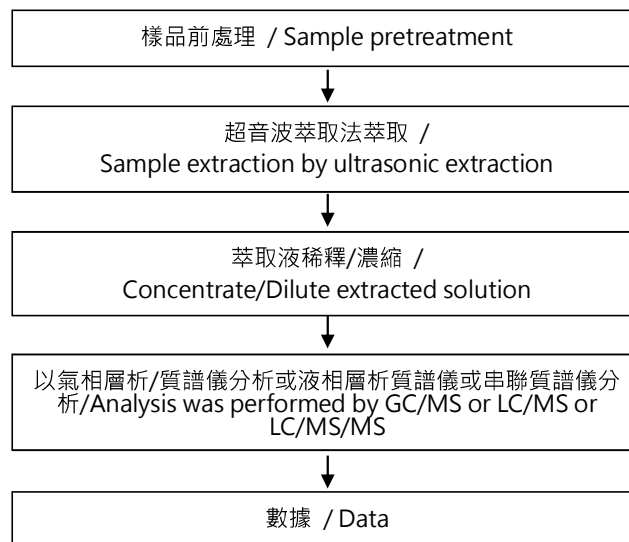 樣品前處理 / Sample pretreatment
超音波萃取法萃取 /
Sample extraction by ultrasonic extraction
萃取液稀釋/濃縮 /
Concentrate/Dilute extracted solution
以氣相層析/質譜儀分析或液相層析質譜儀或串聯質譜儀分
析/Analysis was performed by GC/MS or LC/MS or
LC/MS/MS
數據 / Data